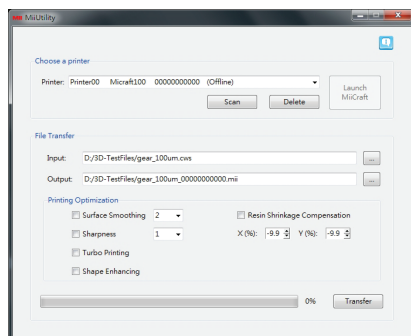 Mii MiiUtility
i
Choose a printer
Printer: Printer00 Micraft100 00000000000 (Offline)
Launch MiiCraft
Scan Delete
File Transfer
Input: D:/3D-TestFiles/gear_100um.cws ...
Output: D:/3D-TestFiles/gear_100um_00000000000.mii ...
Printing Optimization
Surface Smoothing 2 Resin Shrinkage Compensation
Sharpness 1 X (%): -9.9 Y (%): -9.9
Turbo Printing
Shape Enhancing
0% Transfer